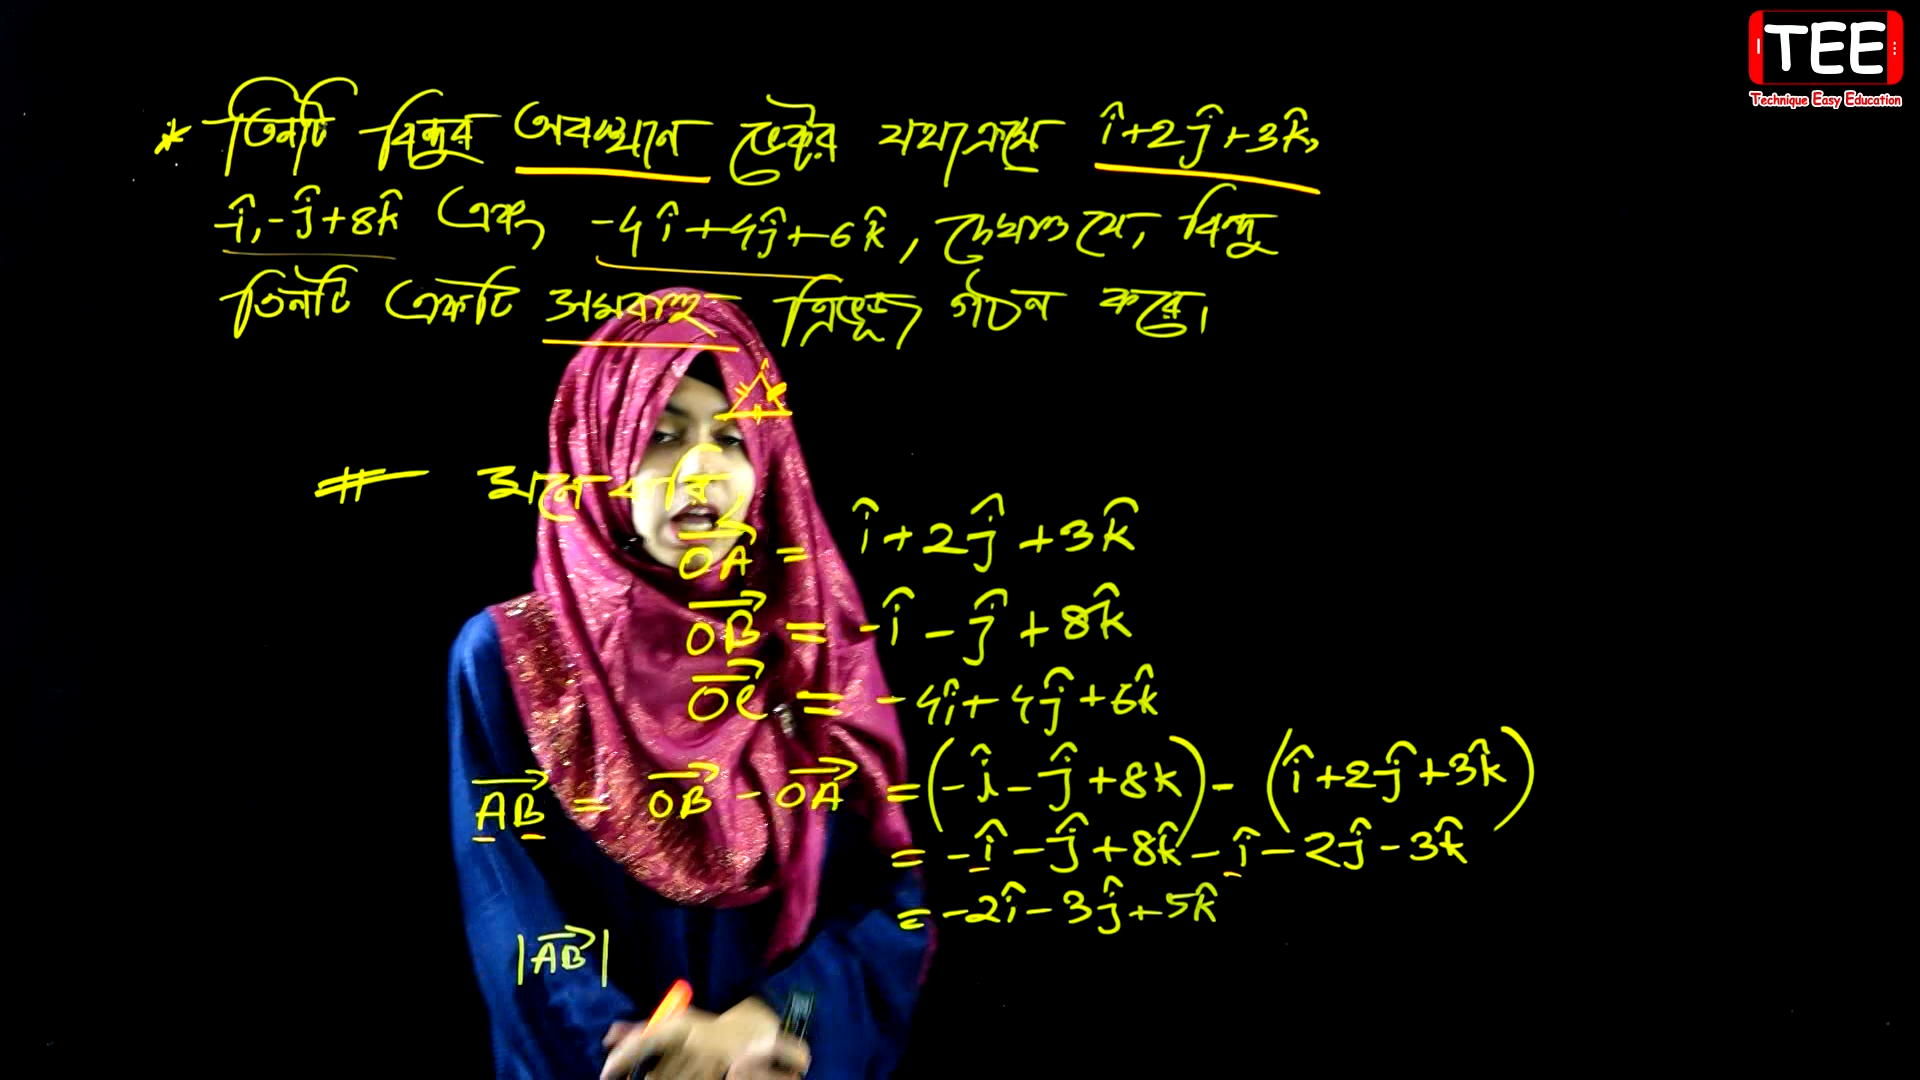 TEE
Technique Easy Education
* তিনটি বিন্দুর অবস্থানে ভেক্টর যথাক্রমে î+2ĵ+3k̂,
-î,-ĵ+8k̂ এবং -4î+4ĵ+6k̂, দেখাও যে, বিন্দু
তিনটি একটি সমবাহু ত্রিভূজ গঠন করে।
# মনে করি,
OA⃗ = î+2ĵ+3k̂
OB⃗ = -î-ĵ+8k̂
OC⃗ = -4î+4ĵ+6k̂
AB⃗ = OB⃗ - OA⃗ = (-î-ĵ+8k) - (î+2ĵ+3k̂)
= -î-ĵ+8k̂-î-2ĵ-3k̂
= -2î-3ĵ+5k̂
|AB⃗|